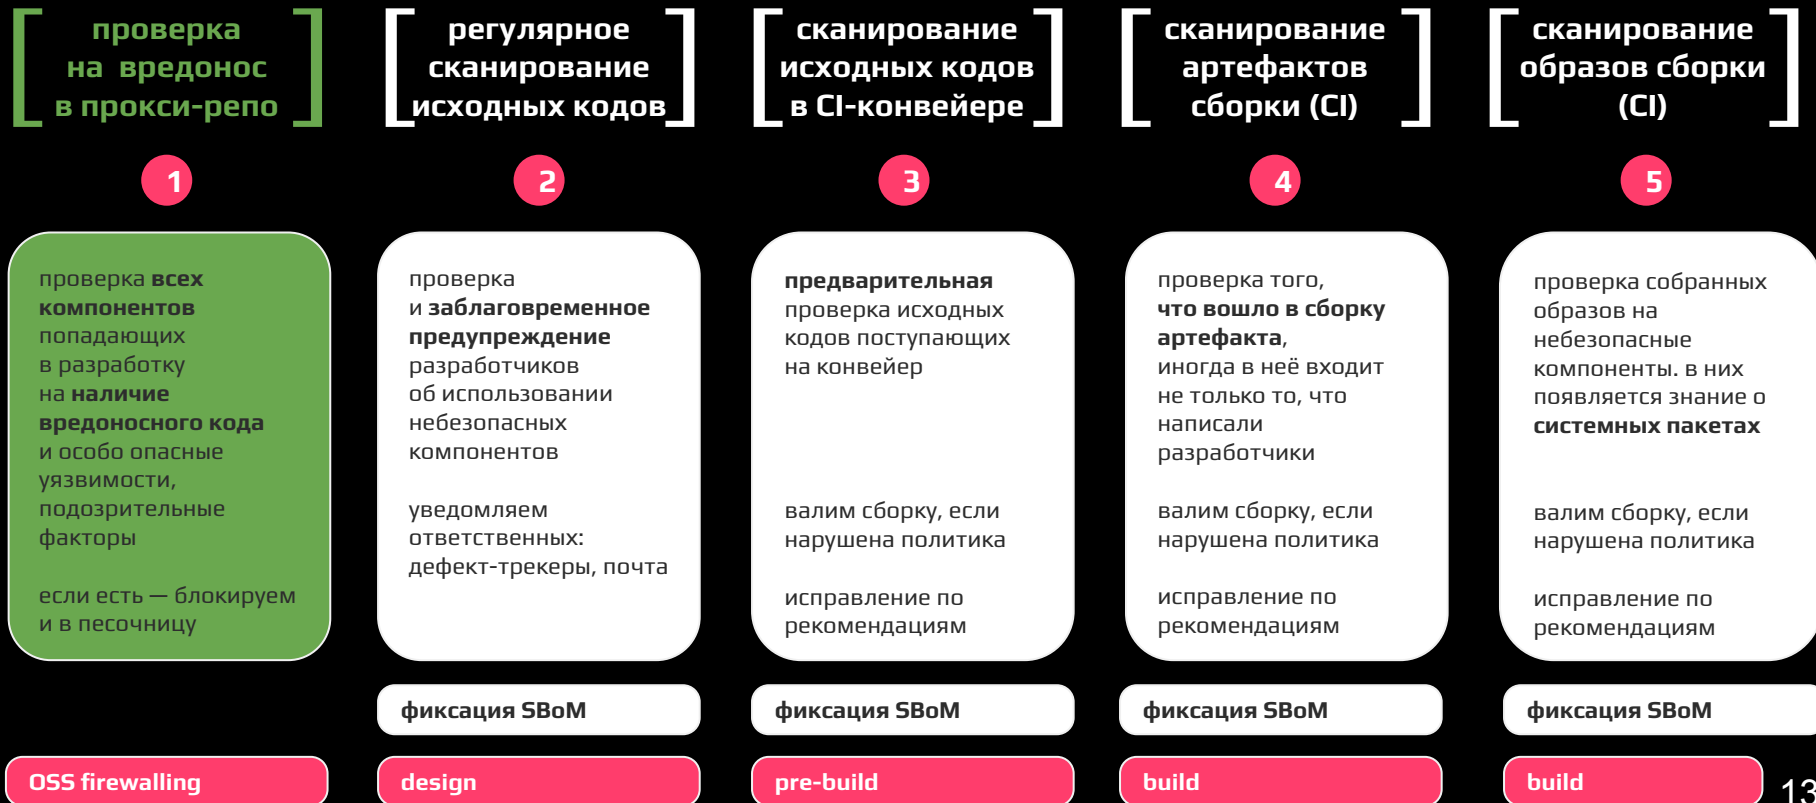 проверка
на вредонос
в прокси-репо
1
проверка всех
компонентов
попадающих
в разработку
на наличие
вредоносного кода
и особо опасные
уязвимости,
подозрительные
факторы
если есть — блокируем
и в песочницу
OSS firewalling
регулярное
сканирование
исходных кодов
2
проверка
и заблаговременное
предупреждение
разработчиков
об использовании
небезопасных
компонентов
уведомляем
ответственных:
дефект-трекеры, почта
фиксация SBoM
design
сканирование
исходных кодов
в CI-конвейере
3
предварительная
проверка исходных
кодов поступающих
на конвейер
валим сборку, если
нарушена политика
исправление по
рекомендациям
фиксация SBoM
pre-build
сканирование
артефактов
сборки (CI)
4
проверка того,
что вошло в сборку
артефакта,
иногда в неё входит
не только то, что
написали
разработчики
валим сборку, если
нарушена политика
исправление по
рекомендациям
фиксация SBoM
build
сканирование
образов сборки
(CI)
5
проверка собранных
образов на
небезопасные
компоненты. в них
появляется знание о
системных пакетах
валим сборку, если
нарушена политика
исправление по
рекомендациям
фиксация SBoM
build
13